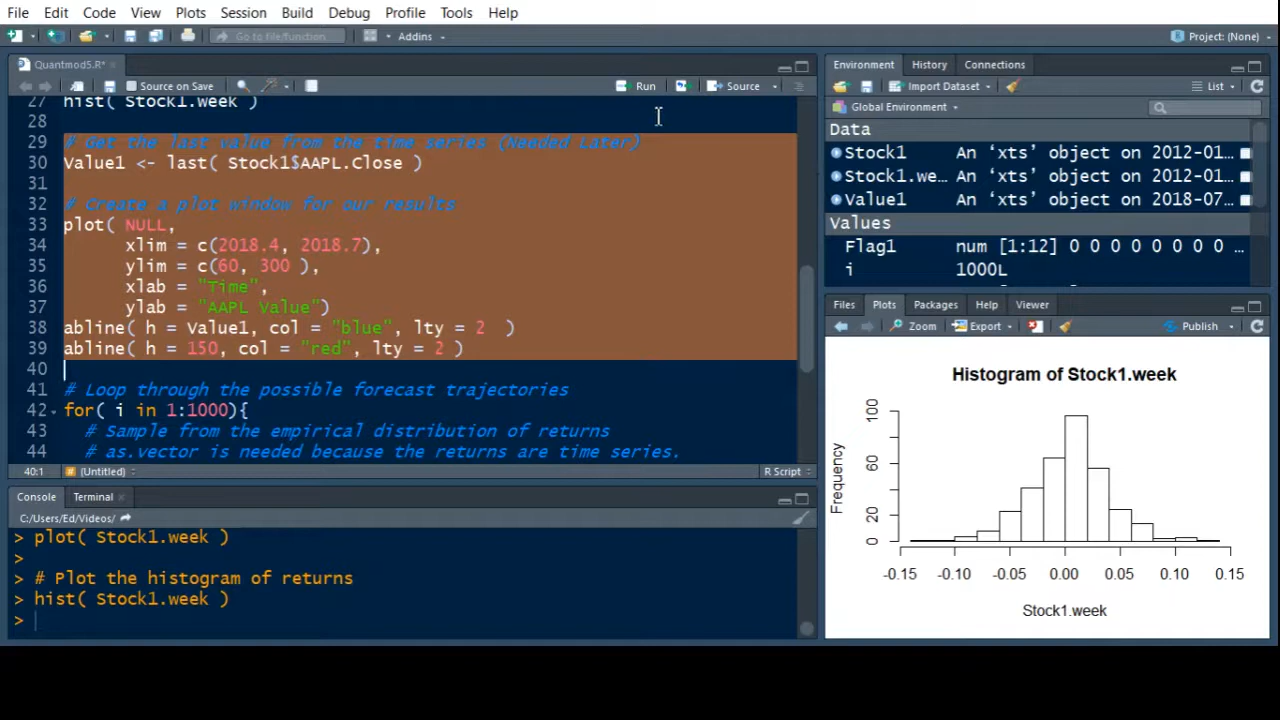 File Edit Code View Plots Session Build Debug Profile Tools Help
Go to file/function Addins Project: (None)
Quantmod5.R*
Source on Save Run Source
27 hist( Stock1.week )
28
29 # Get the last value from the time series (Needed Later)
30 Value1 <- last( Stock1$AAPL.Close )
31
32 # Create a plot window for our results
33 plot( NULL,
34 xlim = c(2018.4, 2018.7),
35 ylim = c(60, 300 ),
36 xlab = "Time",
37 ylab = "AAPL Value")
38 abline( h = Value1, col = "blue", lty = 2 )
39 abline( h = 150, col = "red", lty = 2 )
40
41 # Loop through the possible forecast trajectories
42 for( i in 1:1000){
43 # Sample from the empirical distribution of returns
44 # as.vector is needed because the returns are time series.
40:1 (Untitled) R Script
Console Terminal
C:/Users/Ed/Videos/
> plot( Stock1.week )
>
> # Plot the histogram of returns
> hist( Stock1.week )
>
Environment History Connections
Import Dataset List
Global Environment
Data
Stock1 An ‘xts’ object on 2012-01…
Stock1.we… An ‘xts’ object on 2012-01…
Value1 An ‘xts’ object on 2018-07…
Values
Flag1 num [1:12] 0 0 0 0 0 0 0 0 …
i 1000L
Files Plots Packages Help Viewer
Zoom Export Publish
Histogram of Stock1.week
Frequency
100
60
20
0
-0.15 -0.10 -0.05 0.00 0.05 0.10 0.15
Stock1.week